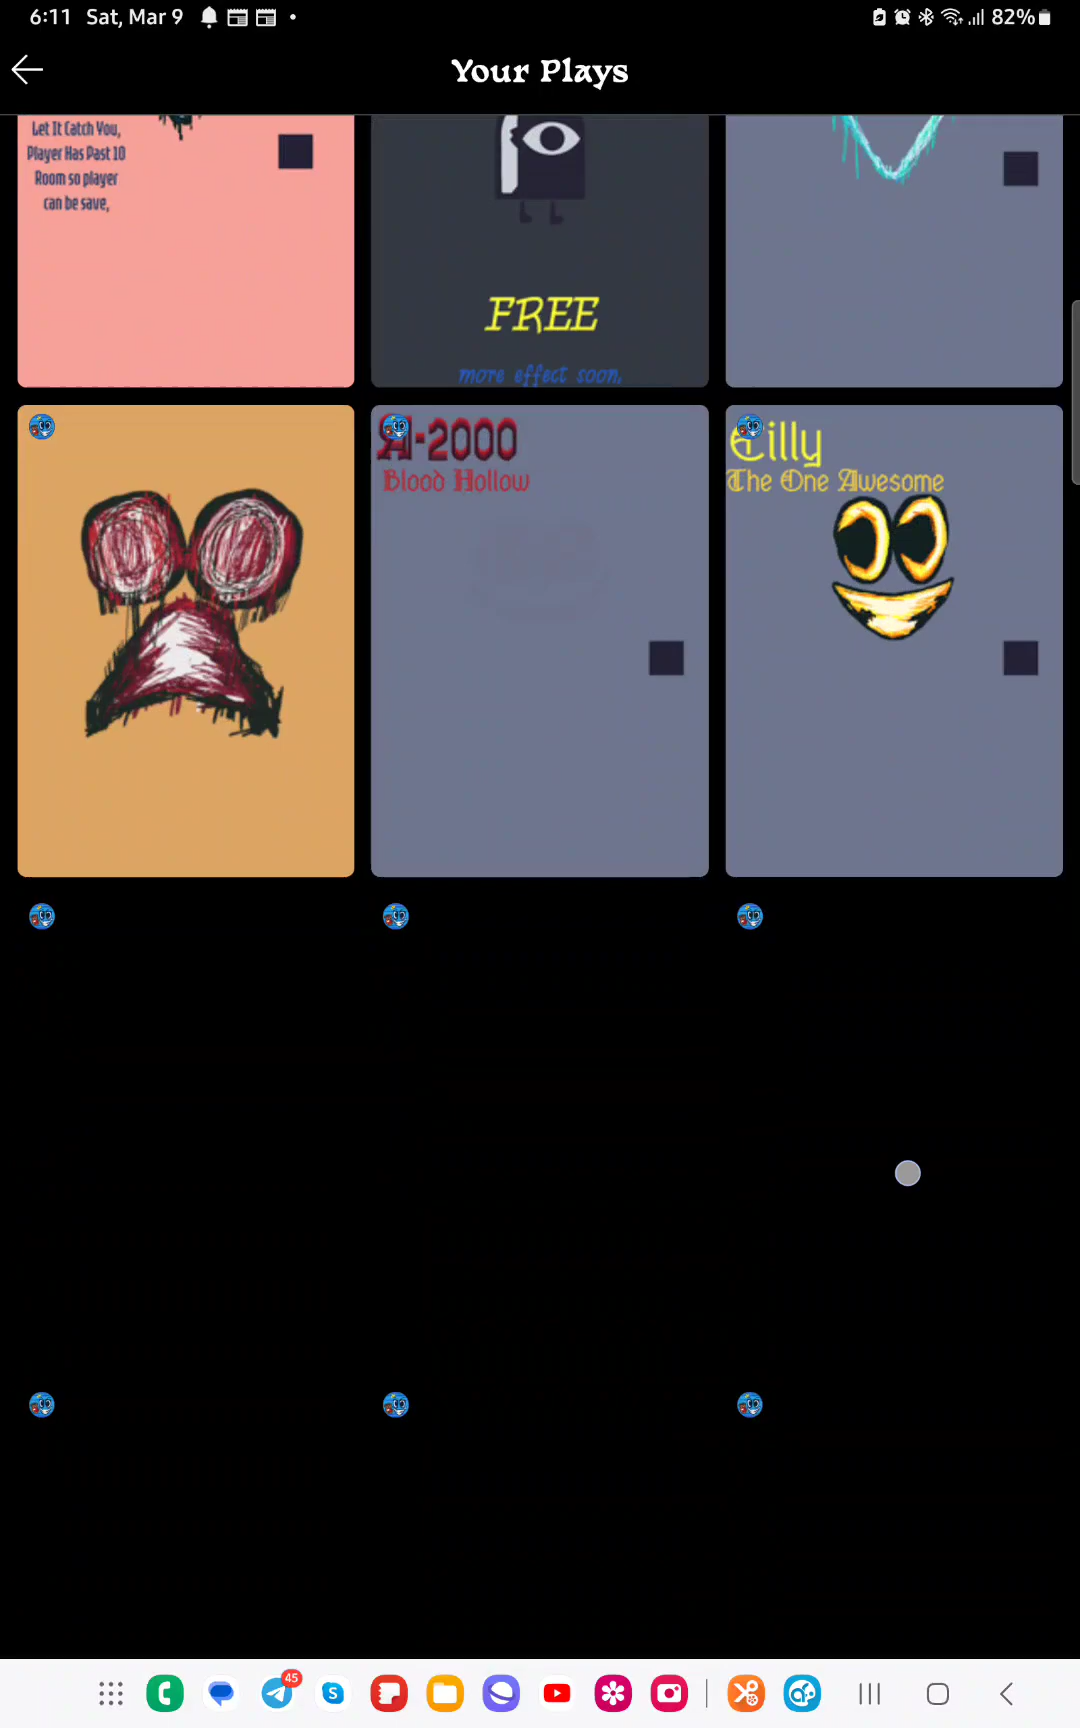 6:11 Sat, Mar 9 82%
Your Plays
Let It Catch You,
Player Has Past 10
Room so player
can be save,
FREE
more effect soon.
A-2000
Blood Hollow
Cilly
The One Awesome
45